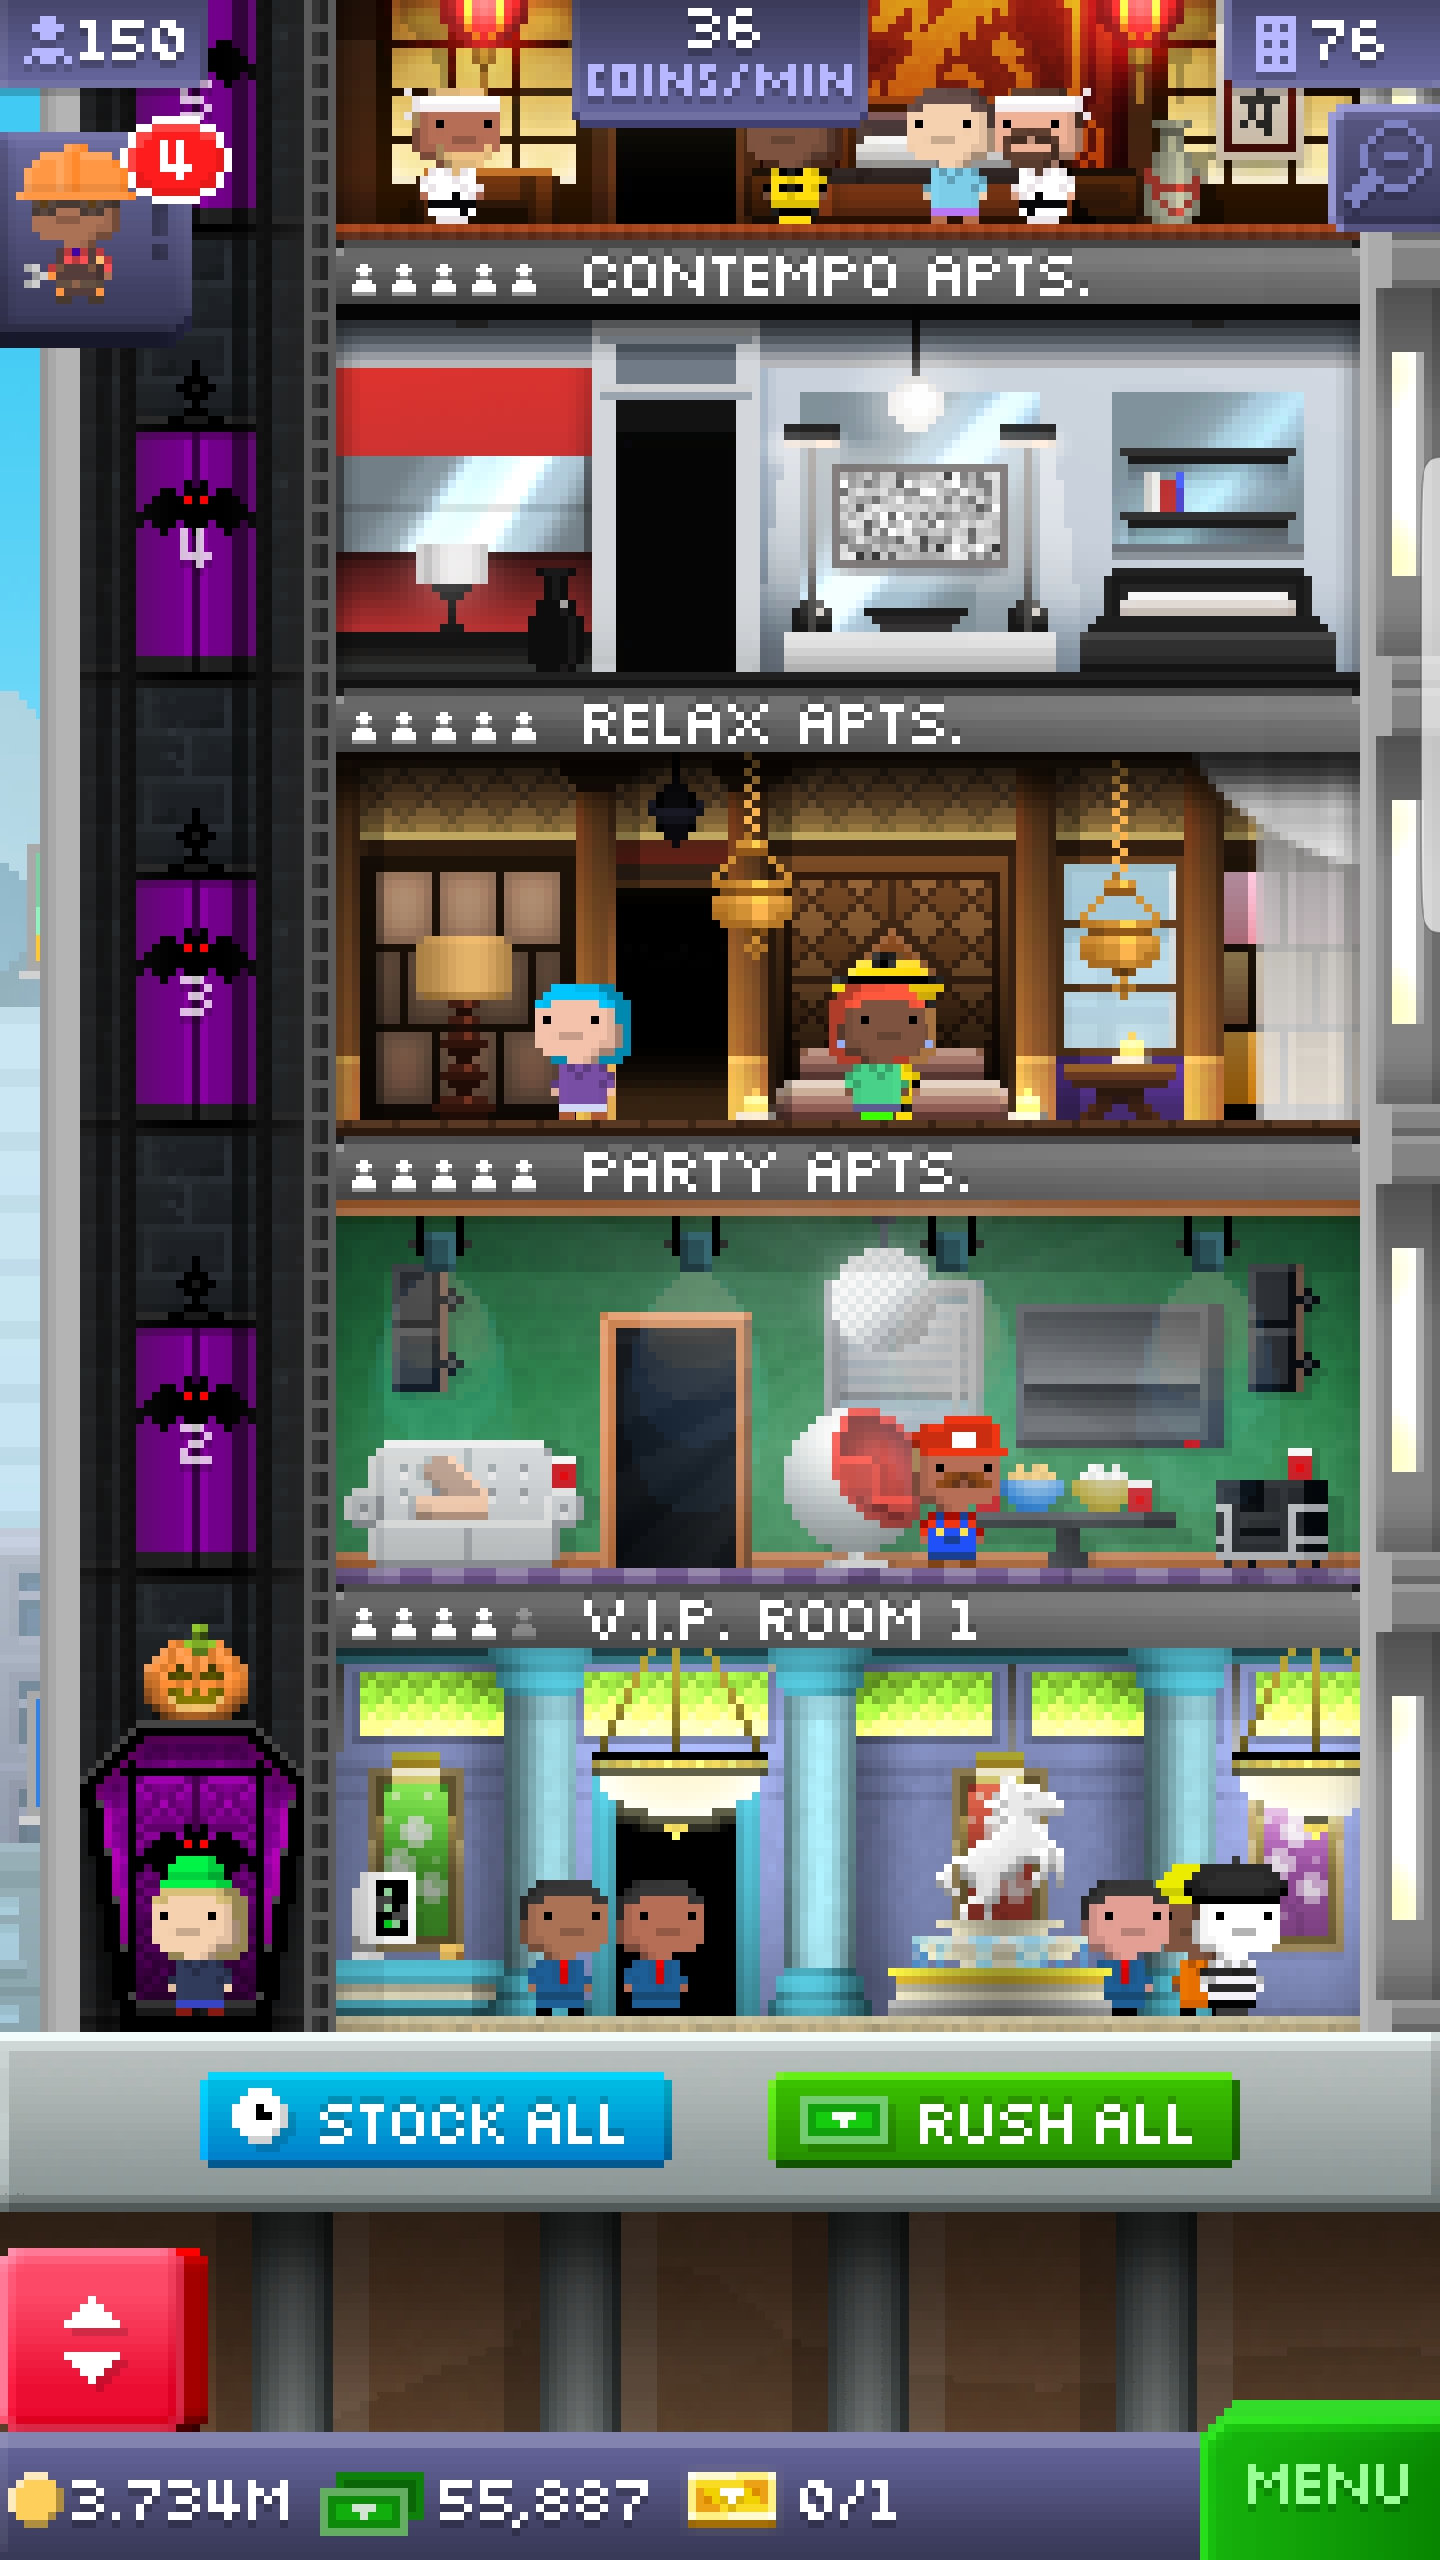 150
36
COINS/MIN
76
5
4
CONTEMPO APTS.
4
RELAX APTS.
3
PARTY APTS.
2
V.I.P. ROOM 1
STOCK ALL
RUSH ALL
3.734M
55,887
0/1
MENU